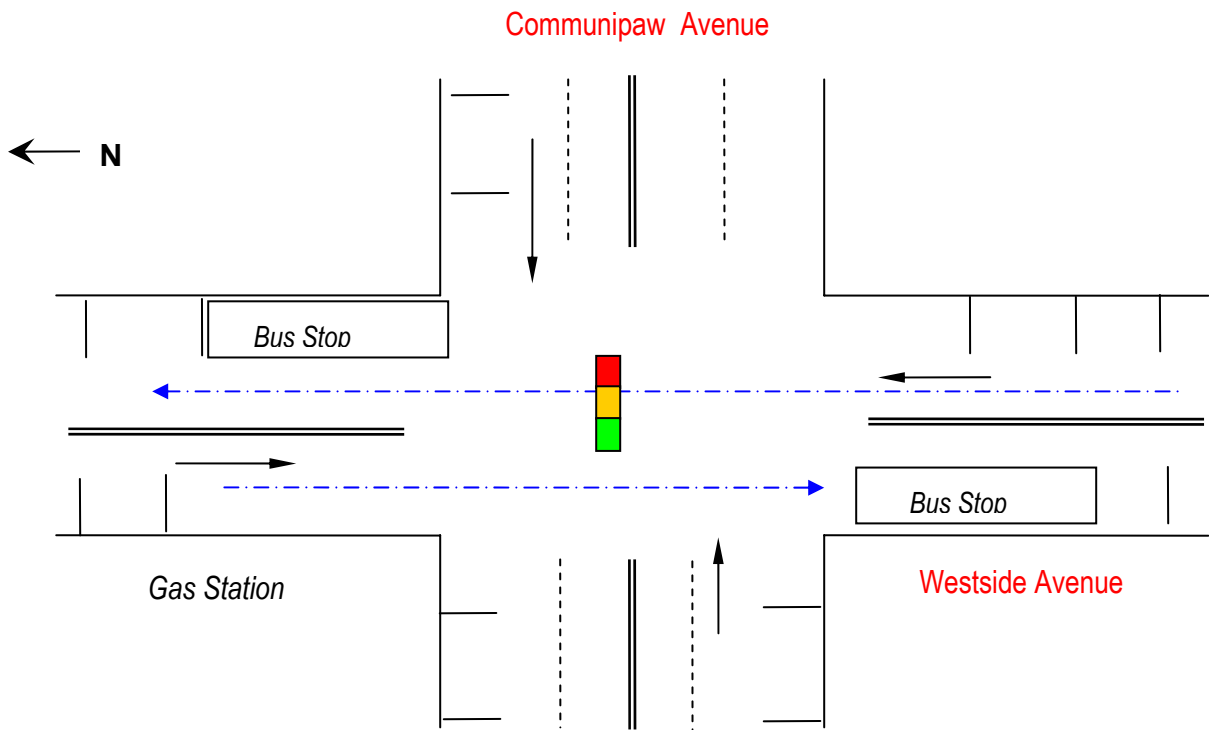 Communipaw Avenue
N
Bus Stop
Bus Stop
Gas Station
Westside Avenue